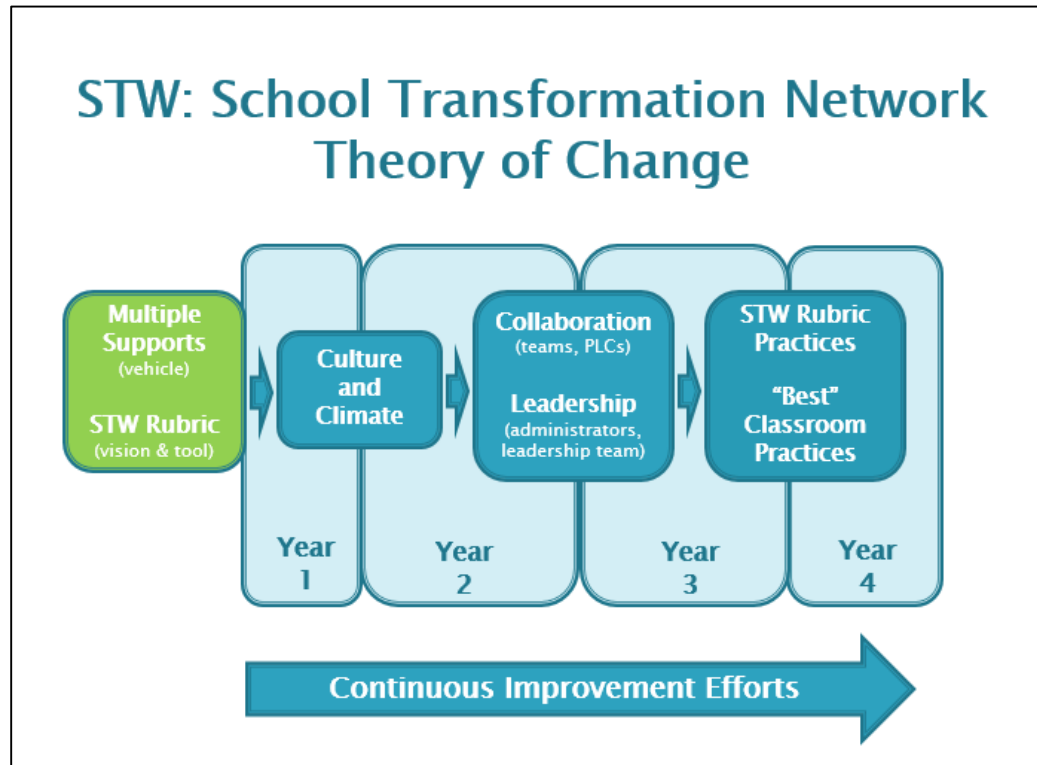 STW: School Transformation Network
Theory of Change
Multiple
Supports
(vehicle)
STW Rubric
(vision & tool)
Culture
and
Climate
Collaboration
(teams, PLCs)
Leadership
(administrators,
leadership team)
STW Rubric
Practices
“Best”
Classroom
Practices
Year
1
Year
2
Year
3
Year
4
Continuous Improvement Efforts